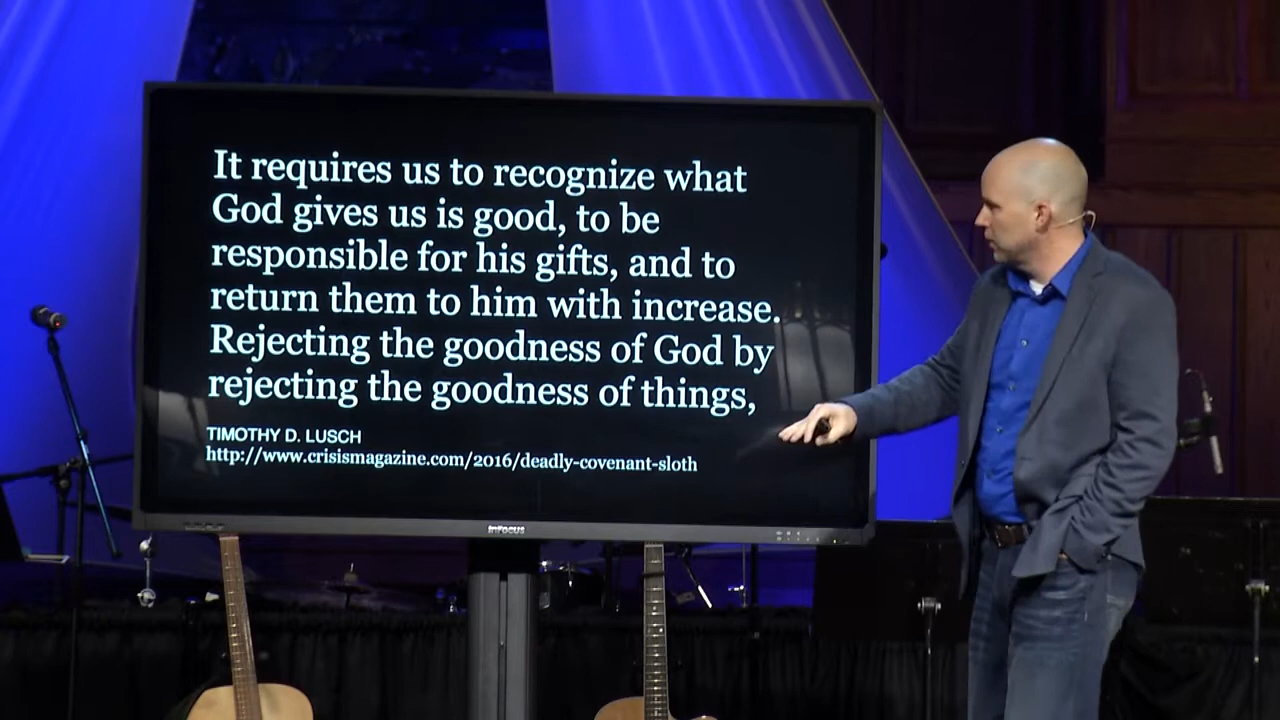 It requires us to recognize what
God gives us is good, to be
responsible for his gifts, and to
return them to him with increase.
Rejecting the goodness of God by
rejecting the goodness of things,
TIMOTHY D. LUSCH
http://www.crisismagazine.com/2016/deadly-covenant-sloth
InFocus